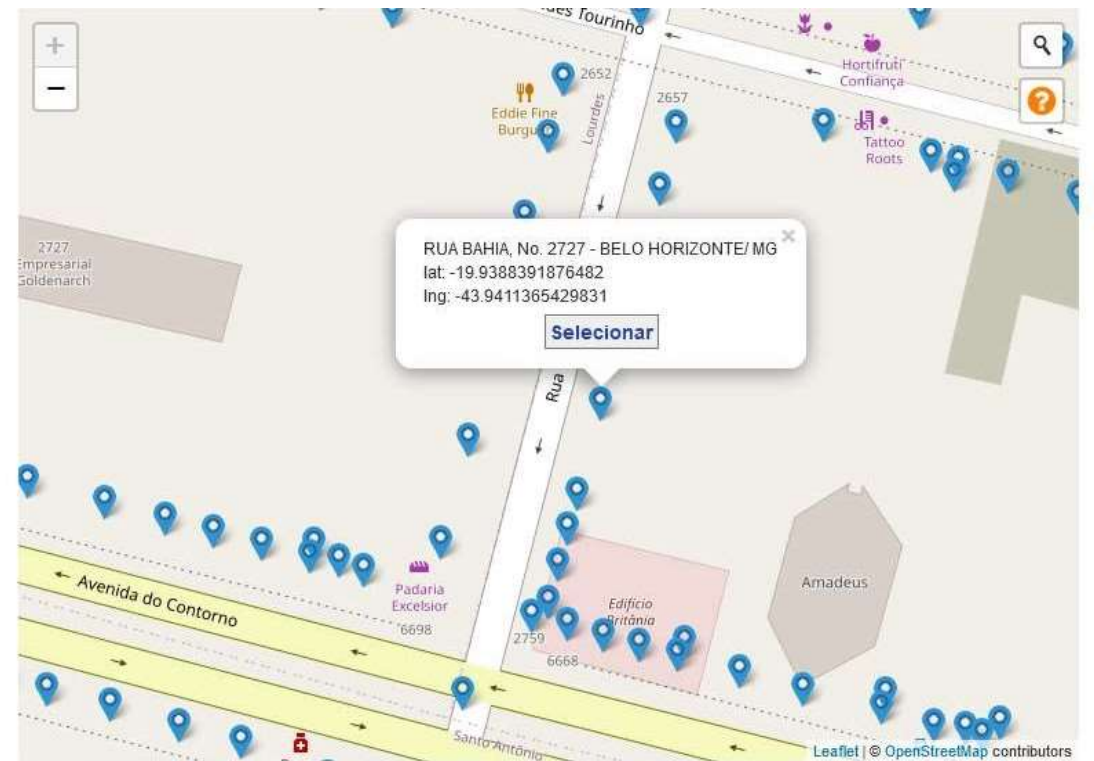 +
−
des Tourinho
2652
Lourdes
2657
Eddie Fine
Hortifruti
Confiança
Tattoo
Roots
?
2727
Empresarial
Goldenarch
RUA BAHIA, No. 2727 - BELO HORIZONTE/ MG
×
lat: -19.9388391876482
lng: -43.9411365429831
Selecionar
Rua
Avenida do Contorno
Padaria
Excelsior
6698
Edifício
Britânia
2759
6668
Amadeus
Santo Antônio
Leaflet | © OpenStreetMap contributors